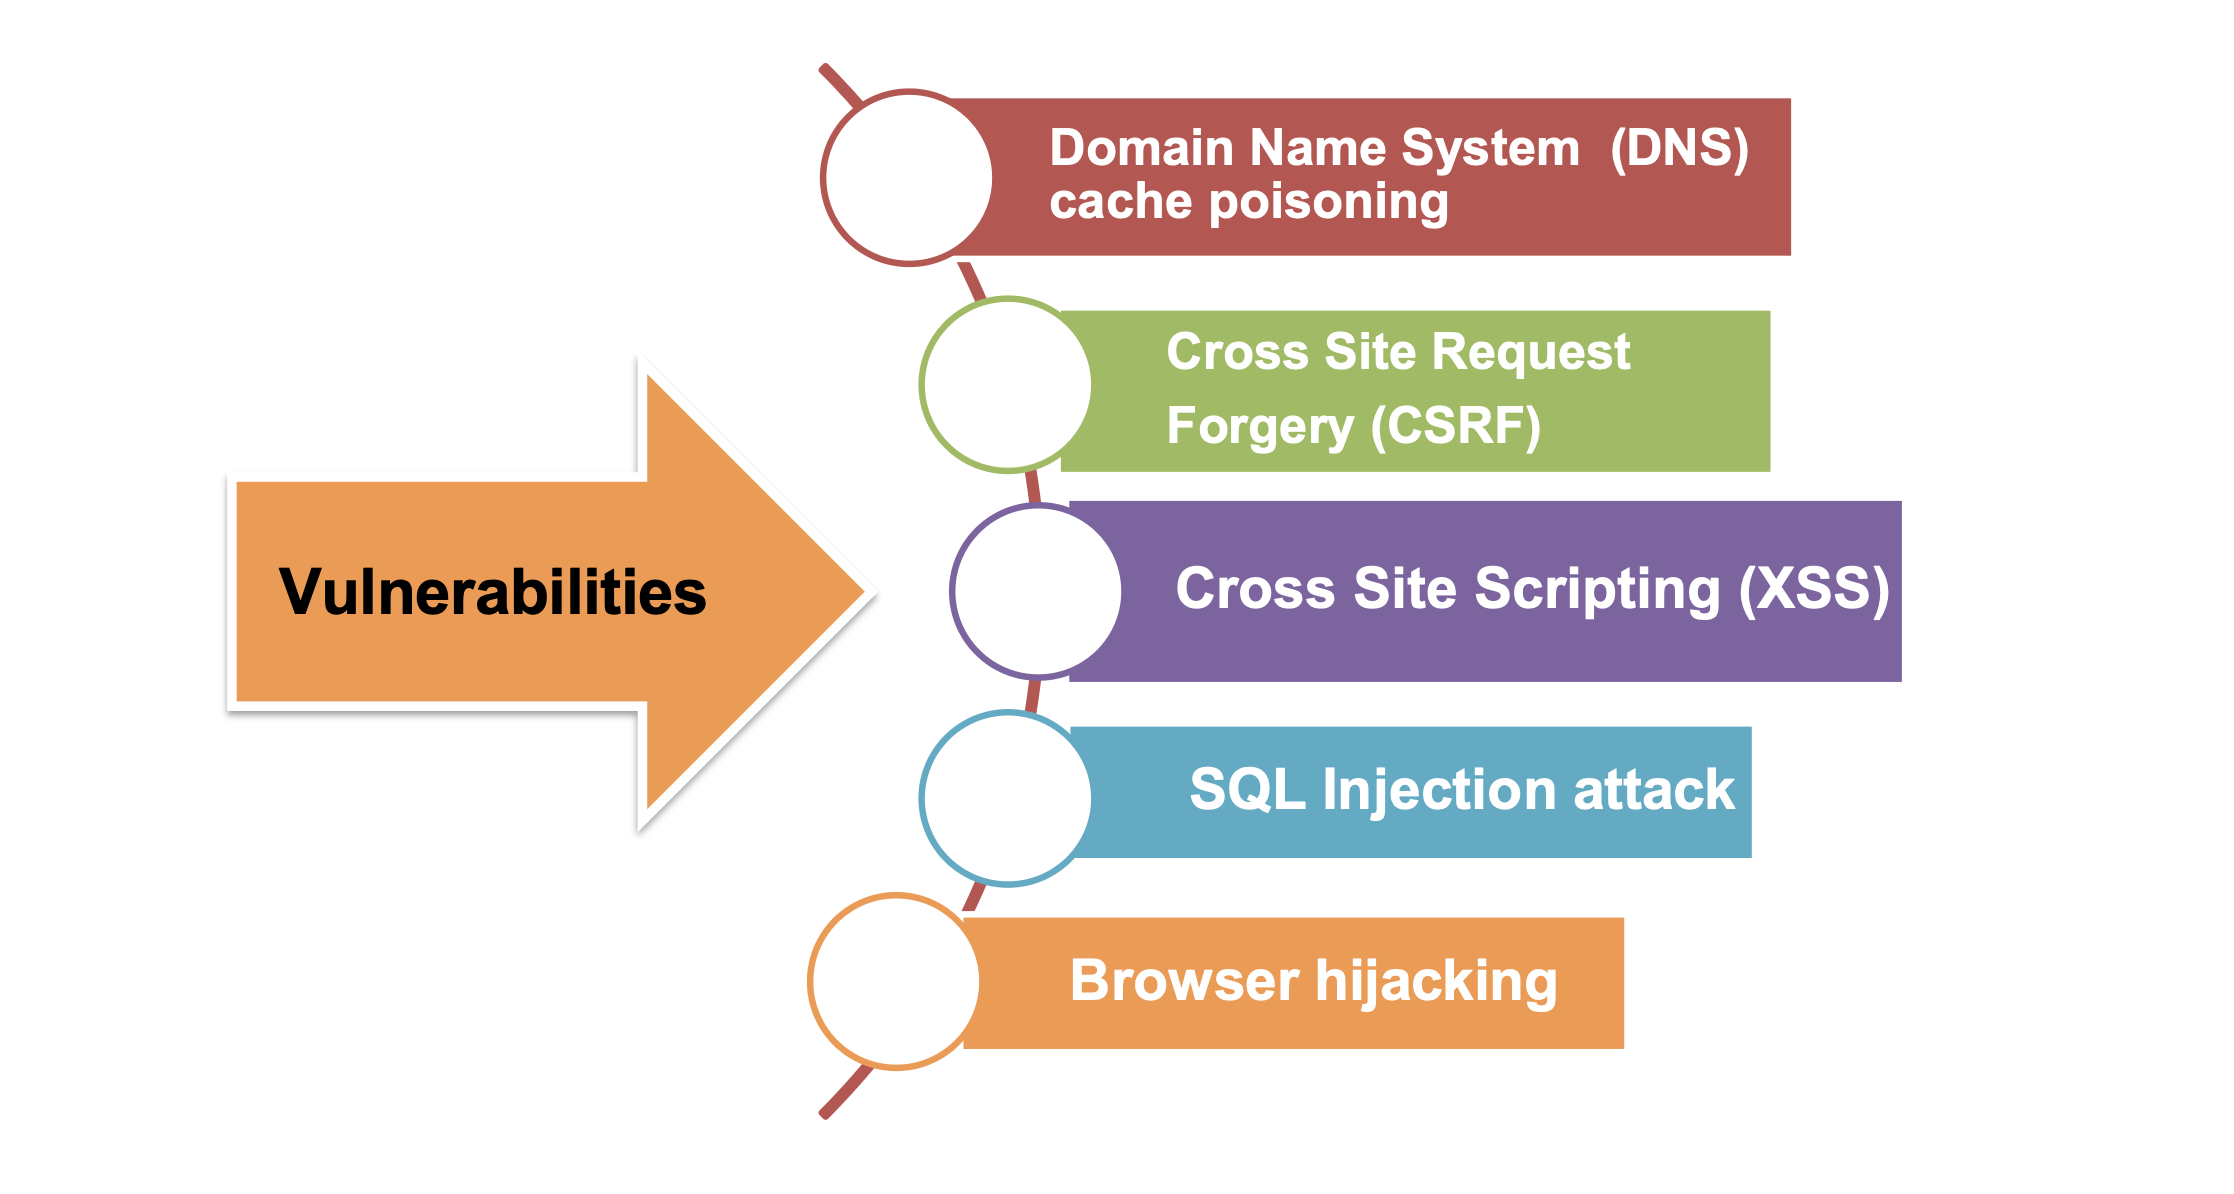 Domain Name System  (DNS)
cache poisoning
Cross Site Request
Forgery (CSRF)
Vulnerabilities
Cross Site Scripting (XSS)
SQL Injection attack
Browser hijacking